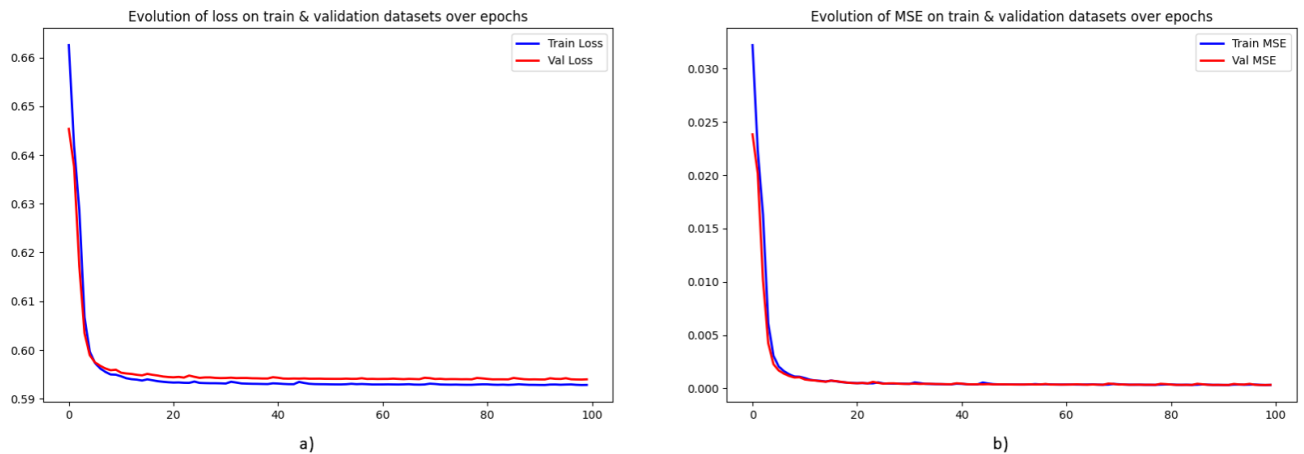 Evolution of loss on train & validation datasets over epochs
Train Loss
Val Loss
0.66
0.65
0.64
0.63
0.62
0.61
0.60
0.59
0 20 40 60 80 100
a)
Evolution of MSE on train & validation datasets over epochs
Train MSE
Val MSE
0.030
0.025
0.020
0.015
0.010
0.005
0.000
0 20 40 60 80 100
b)